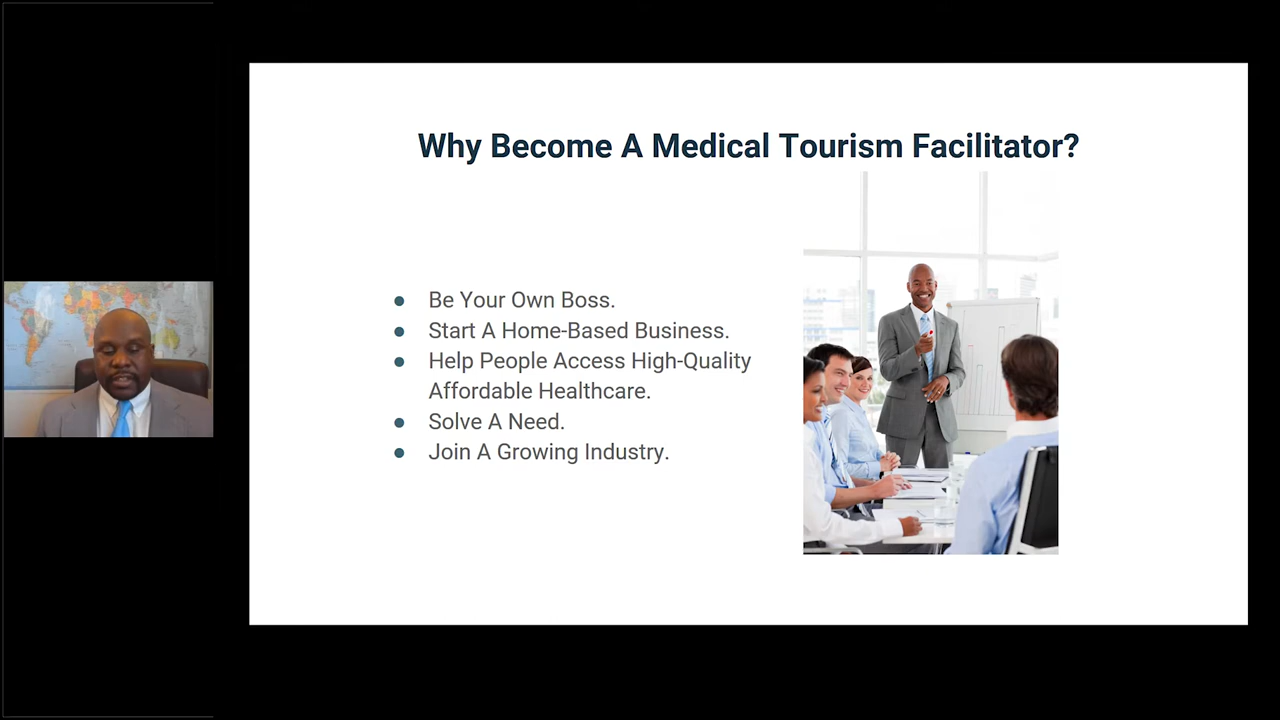 Why Become A Medical Tourism Facilitator?
● Be Your Own Boss.
● Start A Home-Based Business.
● Help People Access High-Quality
Affordable Healthcare.
● Solve A Need.
● Join A Growing Industry.